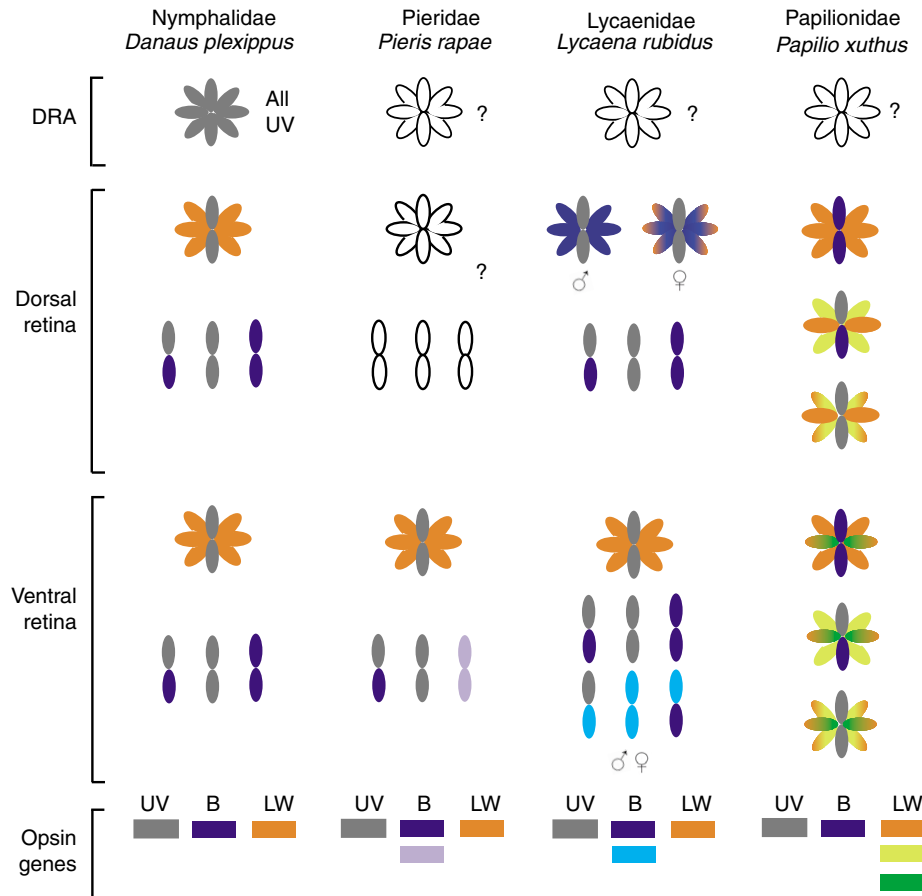 Nymphalidae
Danaus plexippus
Pieridae
Pieris rapae
Lycaenidae
Lycaena rubidus
Papilionidae
Papilio xuthus
DRA
All
UV
?
?
?
Dorsal
retina
?
♂
♀
Ventral
retina
♂♀
Opsin
genes
UV B LW
UV B LW
UV B LW
UV B LW